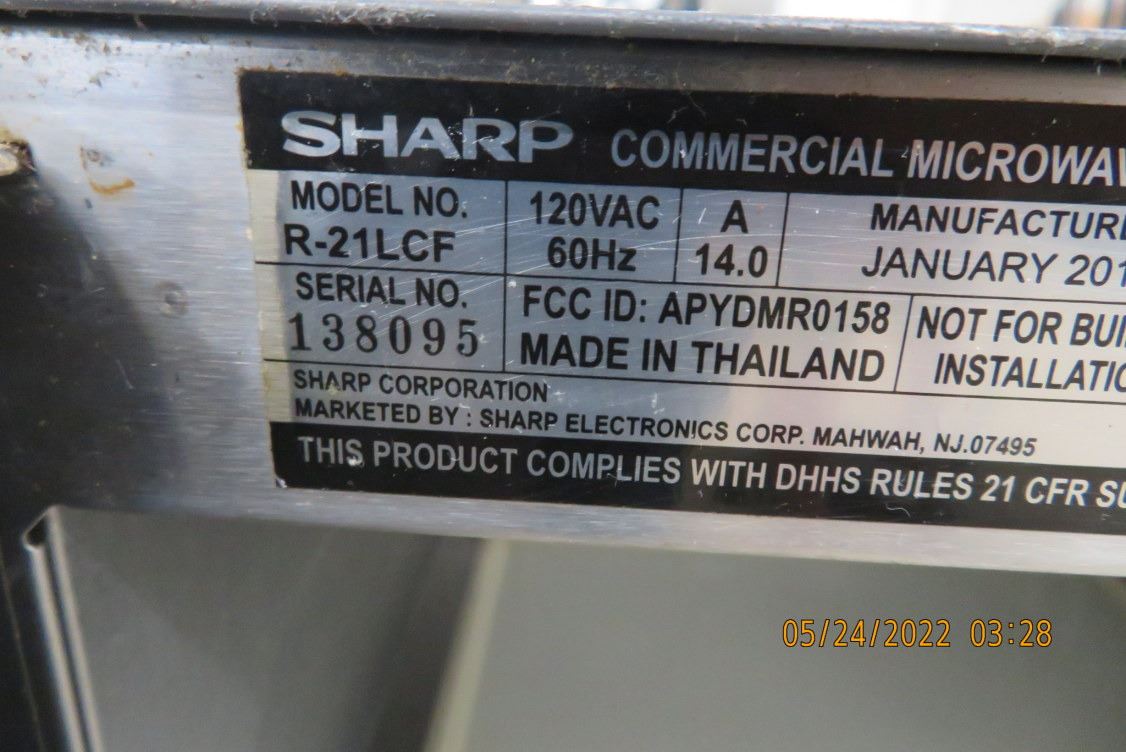 SHARP COMMERCIAL MICROWAV
MODEL NO.
R-21LCF
120VAC
60Hz
A
14.0
MANUFACTURE
JANUARY 201
SERIAL NO.
138095
FCC ID: APYDMR0158
MADE IN THAILAND
NOT FOR BUI
INSTALLATIO
SHARP CORPORATION
MARKETED BY : SHARP ELECTRONICS CORP. MAHWAH, NJ.07495
THIS PRODUCT COMPLIES WITH DHHS RULES 21 CFR SU
05/24/2022 03:28